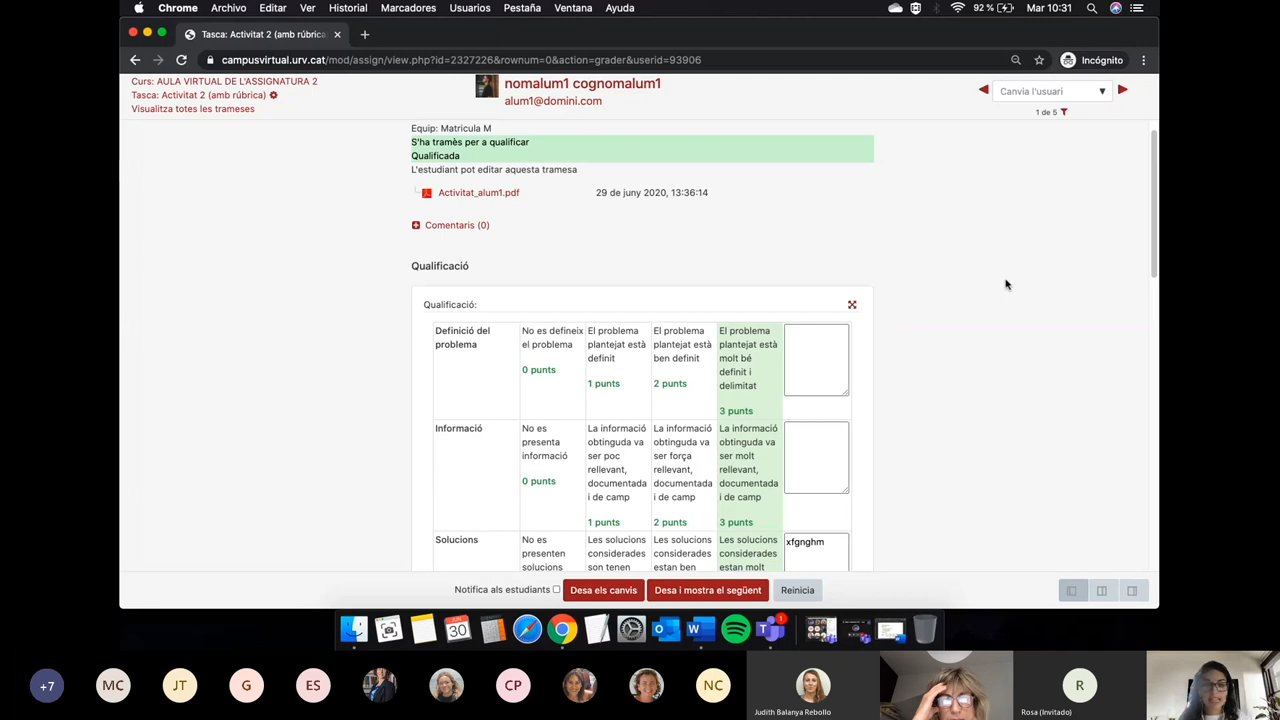 Chrome Archivo Editar Ver Historial Marcadores Usuarios Pestaña Ventana Ayuda 92 % Mar 10:31
Tasca: Activitat 2 (amb rúbrica
campusvirtual.urv.cat/mod/assign/view.php?id=2327226&rownum=0&action=grader&userid=93906 Incógnito
Curs: AULA VIRTUAL DE L'ASSIGNATURA 2
Tasca: Activitat 2 (amb rúbrica)
Visualitza totes les trameses
nomalum1 cognomalum1
alum1@domini.com
Canvia l'usuari
1 de 5
Equip: Matricula M
S'ha tramès per a qualificar
Qualificada
L'estudiant pot editar aquesta tramesa
Activitat_alum1.pdf 29 de juny 2020, 13:36:14
Comentaris (0)
Qualificació
Qualificació:
Definició del
problema
No es defineix
el problema
0 punts
El problema
plantejat està
definit
1 punts
El problema
plantejat està
ben definit
2 punts
El problema
plantejat està
molt bé
definit i
delimitat
3 punts
Informació
No es
presenta
informació
0 punts
La informació
obtinguda va
ser poc
rellevant,
documentada
i de camp
1 punts
La informació
obtinguda va
ser força
rellevant,
documentada
i de camp
2 punts
La informació
obtinguda va
ser molt
rellevant,
documentada
i de camp
3 punts
Solucions
No es
presenten
solucions
Les solucions
considerades
son tenen
Les solucions
considerades
estan ben
Les solucions
considerades
estan molt
xfgnghm
Notifica als estudiants Desa els canvis Desa i mostra el següent Reinicia
JUN
30
1
+7 MC JT G ES CP NC R
Judith Balanya Rebollo Rosa (Invitado)